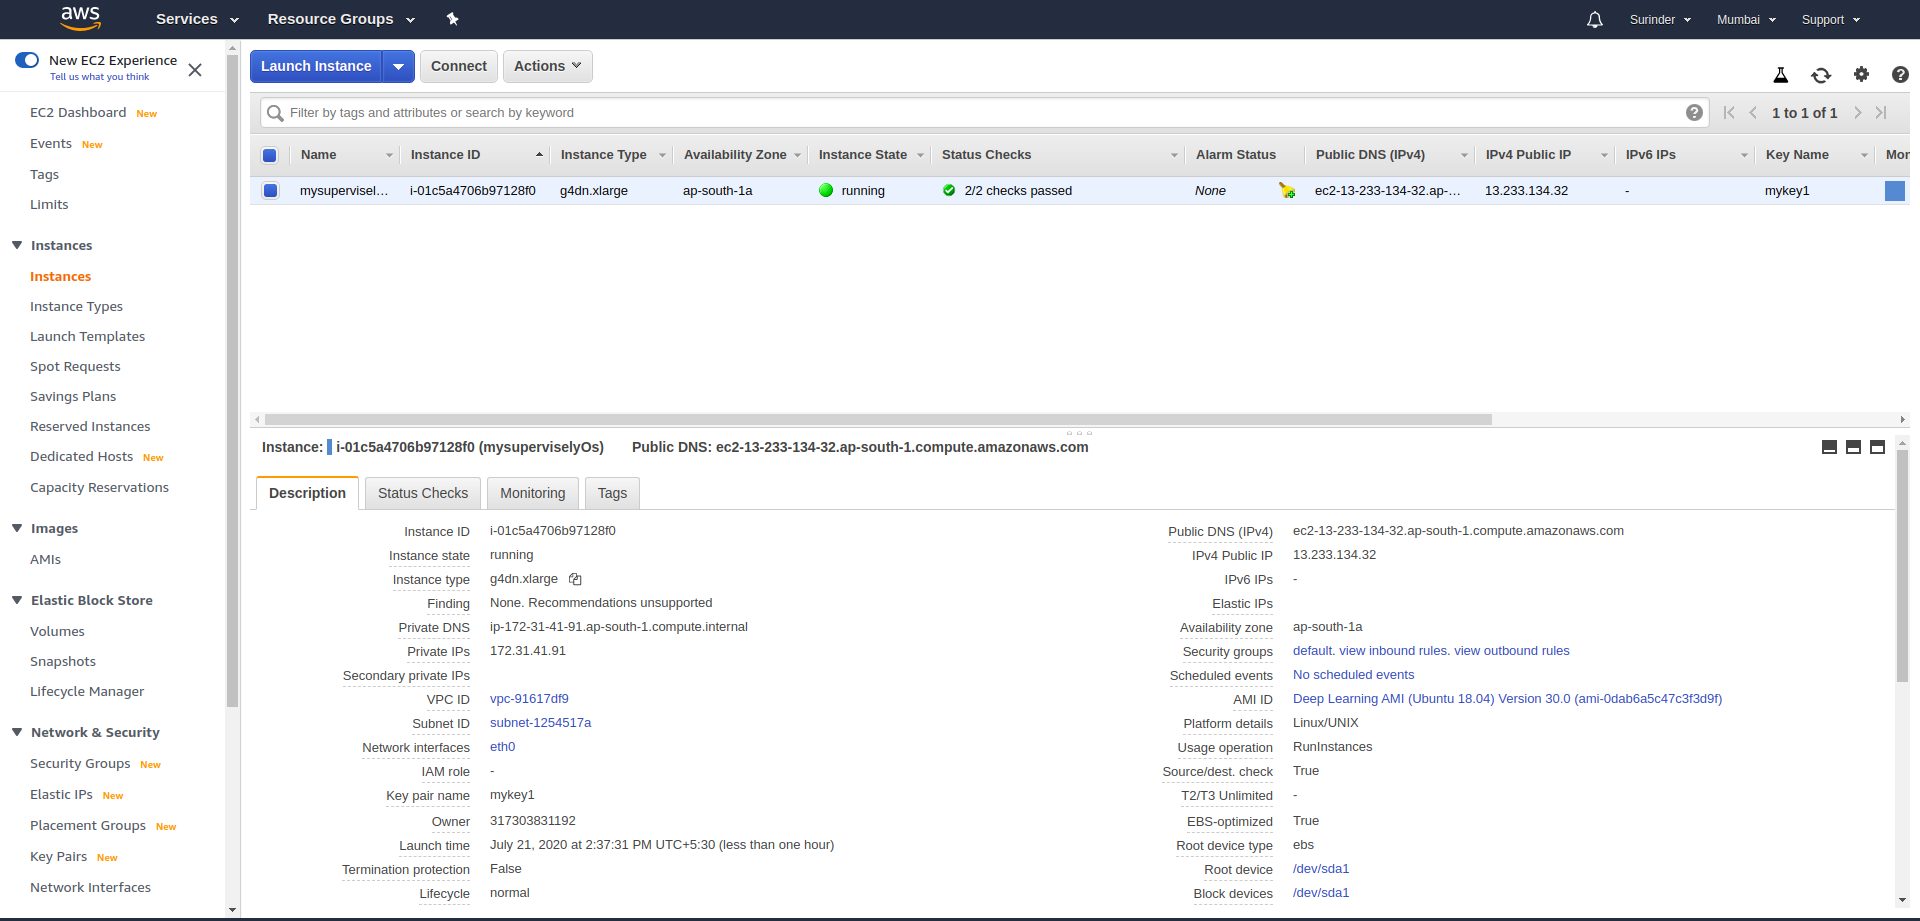 aws Services Resource Groups Surinder Mumbai Support
New EC2 Experience
Tell us what you think
EC2 Dashboard New
Events New
Tags
Limits
Instances
Instances
Instance Types
Launch Templates
Spot Requests
Savings Plans
Reserved Instances
Dedicated Hosts New
Capacity Reservations
Images
AMIs
Elastic Block Store
Volumes
Snapshots
Lifecycle Manager
Network & Security
Security Groups New
Elastic IPs New
Placement Groups New
Key Pairs New
Network Interfaces
Launch Instance Connect Actions
Filter by tags and attributes or search by keyword 1 to 1 of 1
Name Instance ID Instance Type Availability Zone Instance State Status Checks Alarm Status Public DNS (IPv4) IPv4 Public IP IPv6 IPs Key Name Mon
mysupervisel... i-01c5a4706b97128f0 g4dn.xlarge ap-south-1a running 2/2 checks passed None ec2-13-233-134-32.ap-... 13.233.134.32 - mykey1
Instance: i-01c5a4706b97128f0 (mysuperviselyOs) Public DNS: ec2-13-233-134-32.ap-south-1.compute.amazonaws.com
Description Status Checks Monitoring Tags
Instance ID i-01c5a4706b97128f0
Instance state running
Instance type g4dn.xlarge
Finding None. Recommendations unsupported
Private DNS ip-172-31-41-91.ap-south-1.compute.internal
Private IPs 172.31.41.91
Secondary private IPs
VPC ID vpc-91617df9
Subnet ID subnet-1254517a
Network interfaces eth0
IAM role -
Key pair name mykey1
Owner 317303831192
Launch time July 21, 2020 at 2:37:31 PM UTC+5:30 (less than one hour)
Termination protection False
Lifecycle normal
Public DNS (IPv4) ec2-13-233-134-32.ap-south-1.compute.amazonaws.com
IPv4 Public IP 13.233.134.32
IPv6 IPs -
Elastic IPs
Availability zone ap-south-1a
Security groups default. view inbound rules. view outbound rules
Scheduled events No scheduled events
AMI ID Deep Learning AMI (Ubuntu 18.04) Version 30.0 (ami-0dab6a5c47c3f3d9f)
Platform details Linux/UNIX
Usage operation RunInstances
Source/dest. check True
T2/T3 Unlimited -
EBS-optimized True
Root device type ebs
Root device /dev/sda1
Block devices /dev/sda1